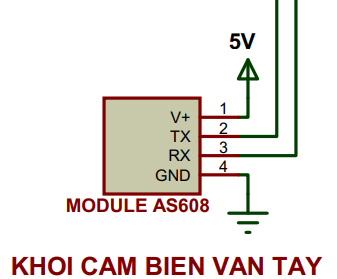 5V
V+ 1
TX 2
RX 3
GND 4
MODULE AS608
KHOI CAM BIEN VAN TAY